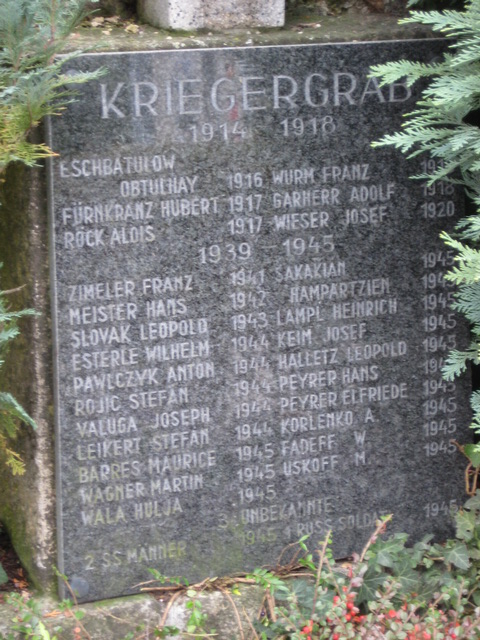 KRIEGERGRAB
1914 - 1918
ESCHBATULOW
OBTULHAY 1916
FÜRNKRANZ HUBERT 1917
RÖCK ALOIS 1917
WURM FRANZ
GARHERR ADOLF 1918
WIESER JOSEF 1920
1939 - 1945
ZIMELER FRANZ 1941
MEISTER HANS 1942
SLOVAK LEOPOLD 1943
ESTERLE WILHELM 1944
PAWLCZYK ANTON 1944
ROJIC STEFAN 1944
VALUGA JOSEPH 1944
LEIKERT STEFAN 1944
BARRES MAURICE 1945
WAGNER MARTIN 1945
WALA HULJA 1945
SAKAKIAN
HAMPARTZIEN 1945
LAMPL HEINRICH 1945
KEIM JOSEF 1945
HALLETZ LEOPOLD 1945
PEYRER HANS 1945
PEYRER ELFRIEDE 1945
KORLENKO A. 1945
FADEFF W 1945
USKOFF M 1945
UNBEKANNTE
2 SS MÄNNER 1945
1 RUSS SOLDAT 1945